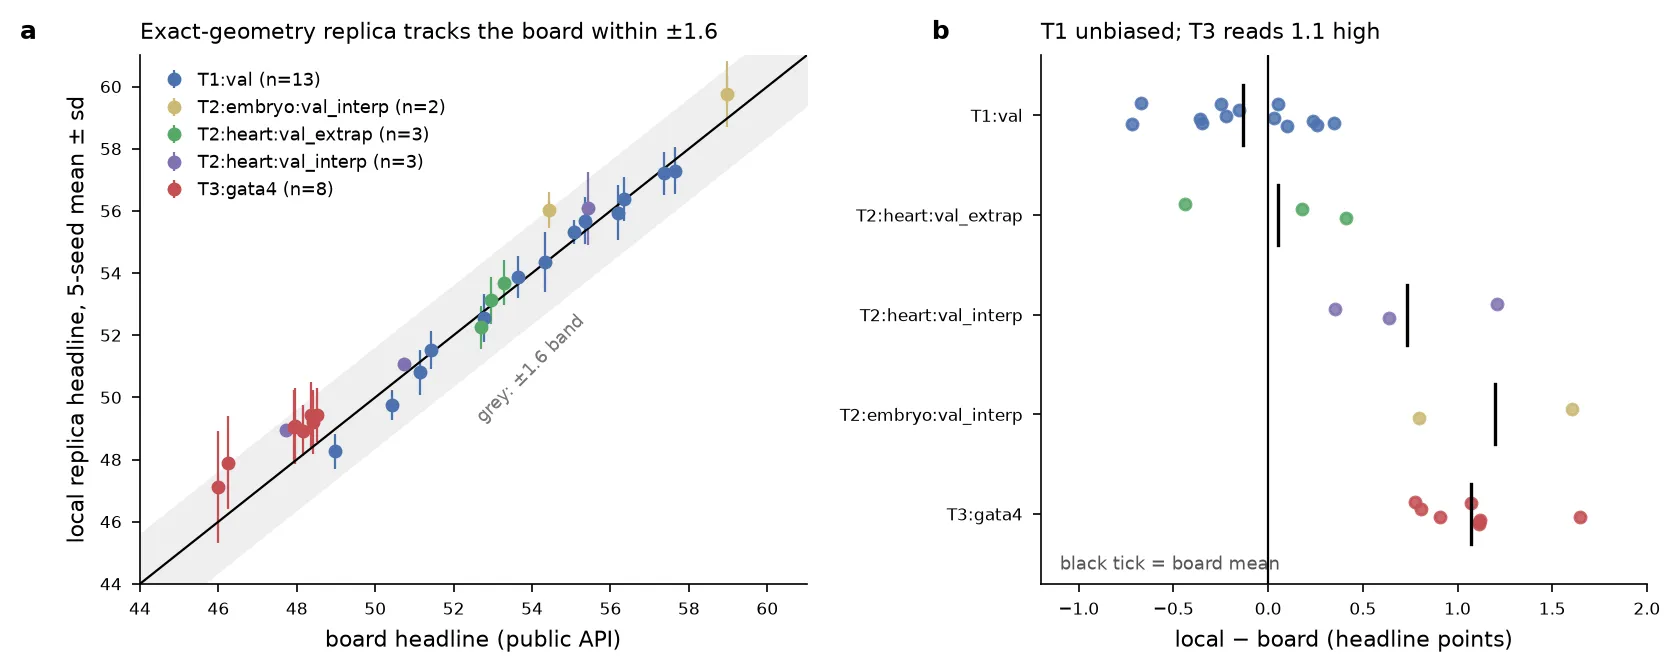 a
Exact-geometry replica tracks the board within ±1.6
local replica headline, 5-seed mean ± sd
60
58
56
54
52
50
48
46
44
T1:val (n=13)
T2:embryo:val_interp (n=2)
T2:heart:val_extrap (n=3)
T2:heart:val_interp (n=3)
T3:gata4 (n=8)
grey: ±1.6 band
44 46 48 50 52 54 56 58 60
board headline (public API)
b
T1 unbiased; T3 reads 1.1 high
T1:val
T2:heart:val_extrap
T2:heart:val_interp
T2:embryo:val_interp
T3:gata4
black tick = board mean
−1.0 −0.5 0.0 0.5 1.0 1.5 2.0
local − board (headline points)